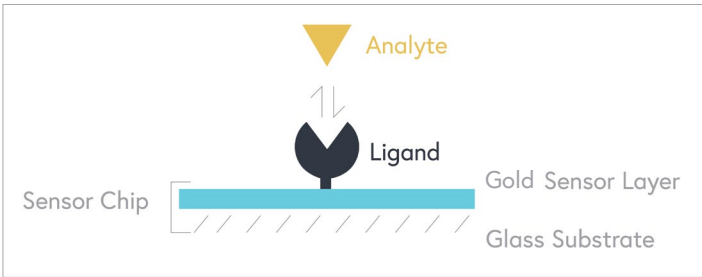 Analyte
Ligand
Gold Sensor Layer
Sensor Chip
Glass Substrate